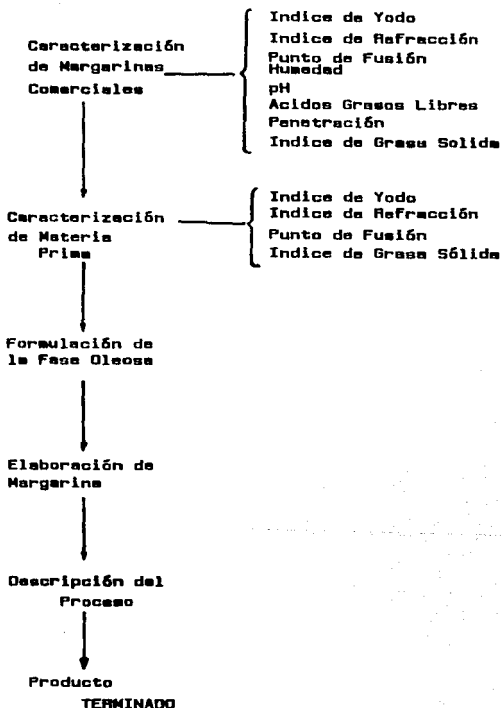 Caracterización
de Margarinas
Comerciales
Indice de Yodo
Indice de Refracción
Punto de Fusión
Humedad
pH
Acidos Grasos Libres
Penetración
Indice de Grasa Solida
Caracterización
de Materia
Prima
Indice de Yodo
Indice de Refracción
Punto de Fusión
Indice de Grasa Sólida
Formulación de
la Fase Oleosa
Elaboración de
Margarina
Descripción del
Proceso
Producto
TERMINADO